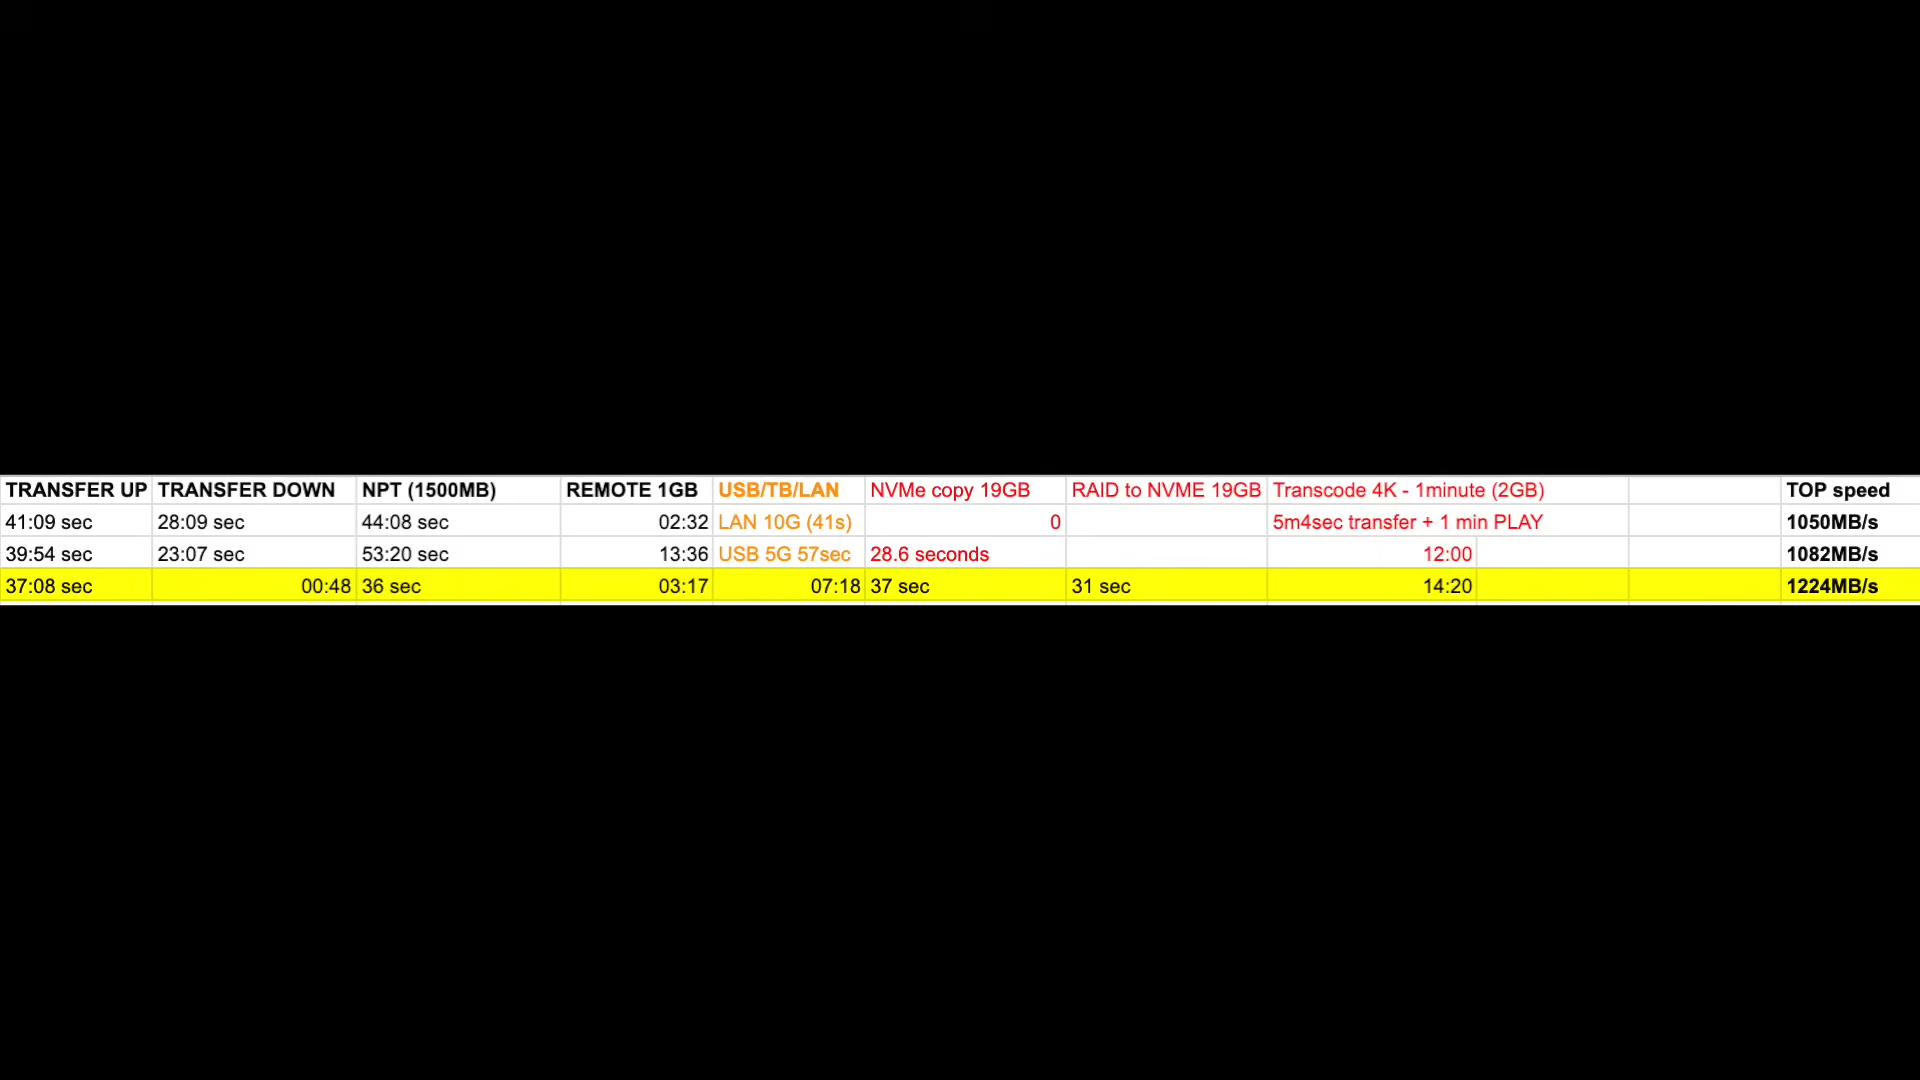 TRANSFER UP TRANSFER DOWN NPT (1500MB) REMOTE 1GB USB/TB/LAN NVMe copy 19GB RAID to NVME 19GB Transcode 4K - 1minute (2GB) TOP speed
41:09 sec 28:09 sec 44:08 sec 02:32 LAN 10G (41s) 0 5m4sec transfer + 1 min PLAY 1050MB/s
39:54 sec 23:07 sec 53:20 sec 13:36 USB 5G 57sec 28.6 seconds 12:00 1082MB/s
37:08 sec 00:48 36 sec 03:17 07:18 37 sec 31 sec 14:20 1224MB/s